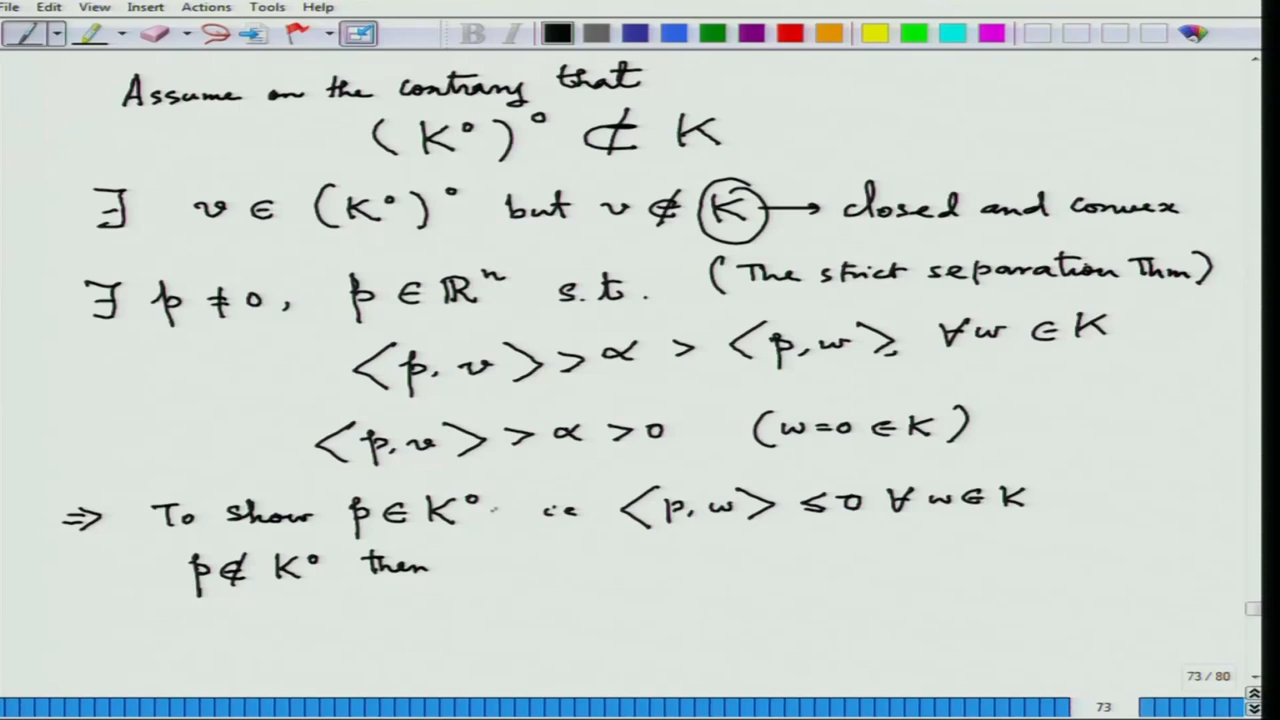 File Edit View Insert Actions Tools Help
B I
Assume on the contrary that
(K°)° ⊄ K
∃ v ∈ (K°)° but v ∉ K → closed and convex
(The strict separation Thm)
∃ p ≠ 0, p ∈ ℝⁿ s.t.
<p, v> > α > <p, w>, ∀w ∈ K
<p, v> > α > 0 (w=0 ∈ K)
⇒ To show p ∈ K° i.e <p, w> ≤ 0 ∀ w ∈ K
p ∉ K° then
73 / 80
73